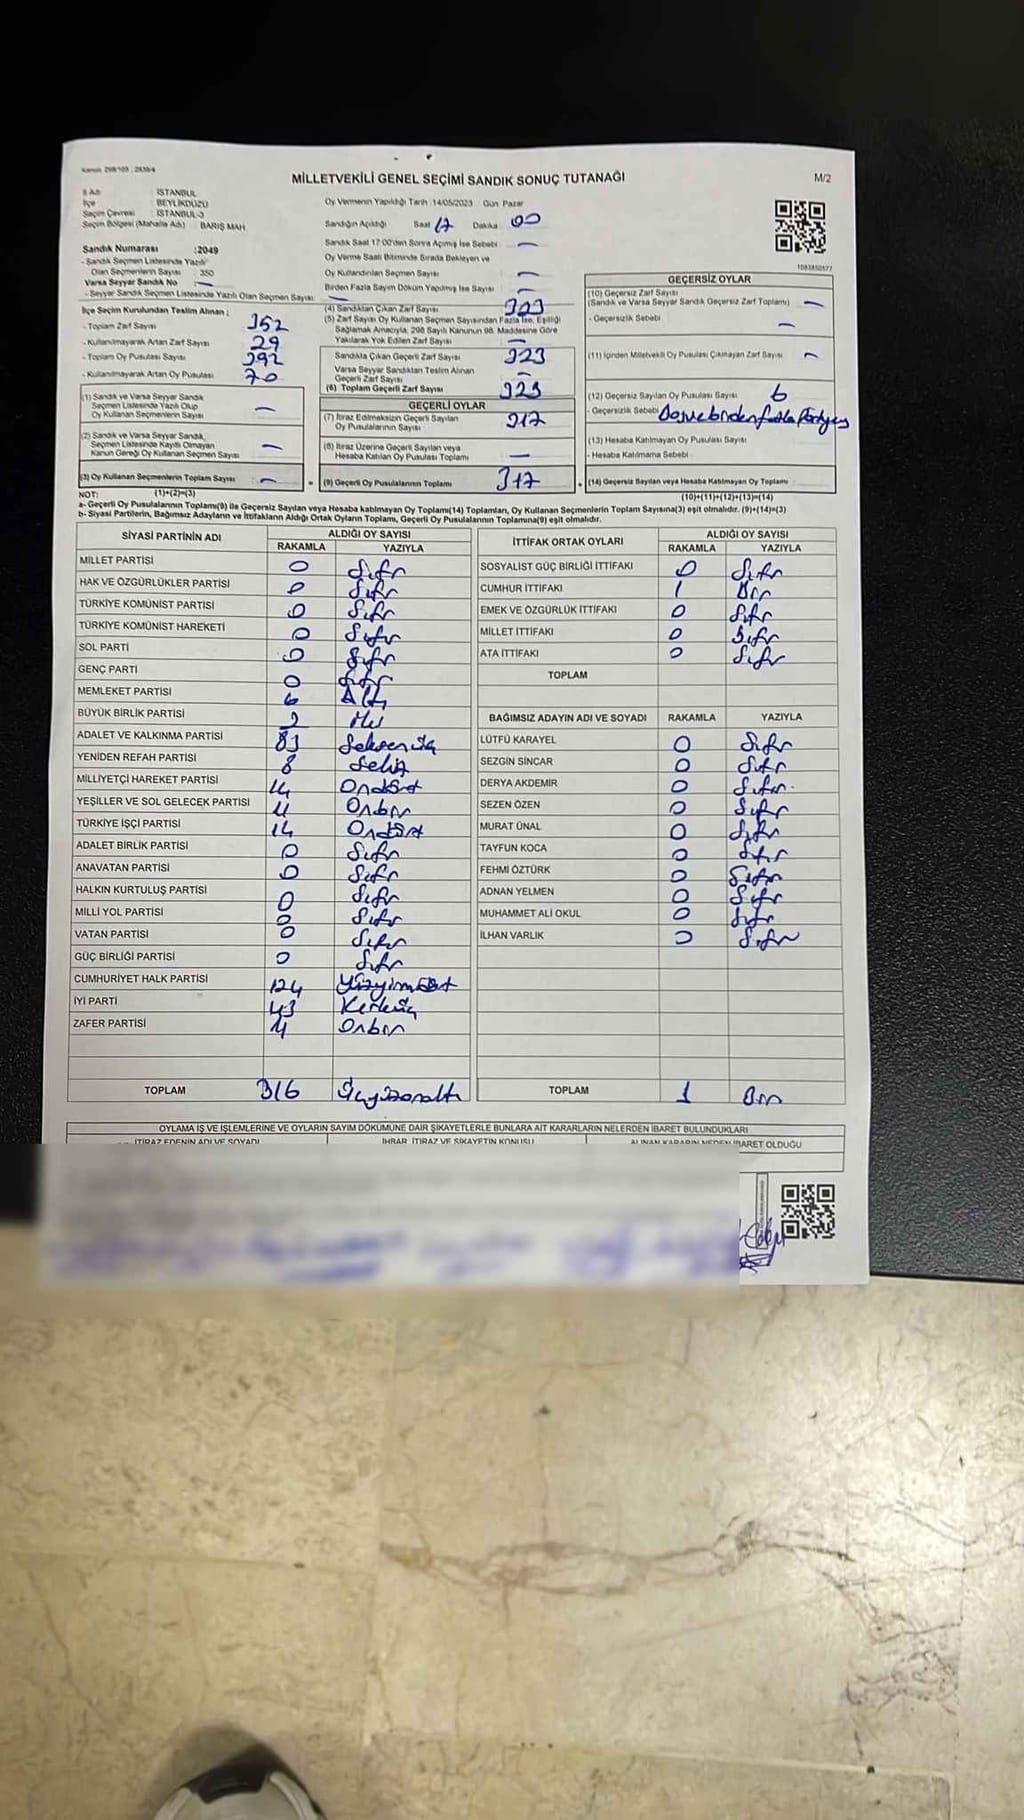 Kanun: 298/105 ; 2839/4
MİLLETVEKİLİ GENEL SEÇİMİ SANDIK SONUÇ TUTANAĞI
M/2
İl Adı : İSTANBUL
İlçe : BEYLİKDÜZÜ
Seçim Çevresi : İSTANBUL-3
Seçim Bölgesi (Mahalle Adı) : BARIŞ MAH.
Sandık Numarası :2049
- Sandık Seçmen Listesinde Yazılı
Olan Seçmenlerin Sayısı : 350
Varsa Seyyar Sandık No : —
- Seyyar Sandık Seçmen Listesinde Yazılı Olan Seçmen Sayısı: —
Oy Vermenin Yapıldığı Tarih :14/05/2023 Gün: Pazar
Sandığın Açıldığı Saat 17 Dakika : 00
Sandık Saat 17:00'den Sonra Açılmış İse Sebebi : —
Oy Verme Saati Bitiminde Sırada Bekleyen ve
Oy Kullandırılan Seçmen Sayısı : —
Birden Fazla Sayım Döküm Yapılmış İse Sayısı : —
İlçe Seçim Kurulundan Teslim Alınan ;
- Toplam Zarf Sayısı : 352
- Kullanılmayarak Artan Zarf Sayısı : 29
- Toplam Oy Pusulası Sayısı : 392
- Kullanılmayarak Artan Oy Pusulası : 70
(1) Sandık ve Varsa Seyyar Sandık
Seçmen Listesinde Yazılı Olup
Oy Kullanan Seçmenlerin Sayısı : —
(2) Sandık ve Varsa Seyyar Sandık
Seçmen Listesinde Kayıtlı Olmayan
Kanun Gereği Oy Kullanan Seçmen Sayısı : —
(3) Oy Kullanan Seçmenlerin Toplam Sayısı : —
(1)+(2)=(3)
(4) Sandıktan Çıkan Zarf Sayısı : 323
(5) Zarf Sayısı Oy Kullanan Seçmen Sayısından Fazla İse, Eşitliği
Sağlamak Amacıyla, 298 Sayılı Kanunun 98. Maddesine Göre
Yakılarak Yok Edilen Zarf Sayısı : —
Sandıkta Çıkan Geçerli Zarf Sayısı : 323
Varsa Seyyar Sandıktan Teslim Alınan
Geçerli Zarf Sayısı : —
(6) Toplam Geçerli Zarf Sayısı : 323
GEÇERLİ OYLAR
(7) İtiraz Edilmeksizin Geçerli Sayılan
Oy Pusulalarının Sayısı : 317
(8) İtiraz Üzerine Geçerli Sayılan veya
Hesaba Katılan Oy Pusulası Toplamı : —
(9) Geçerli Oy Pusulalarının Toplamı : 317
1083850577
GEÇERSİZ OYLAR
(10) Geçersiz Zarf Sayısı
(Sandık ve Varsa Seyyar Sandık Geçersiz Zarf Toplamı) : —
- Geçersizlik Sebebi : —
(11) İçinden Milletvekili Oy Pusulası Çıkmayan Zarf Sayısı : —
(12) Geçersiz Sayılan Oy Pusulası Sayısı : 6
- Geçersizlik Sebebi
(13) Hesaba Katılmayan Oy Pusulası Sayısı :
- Hesaba Katılmama Sebebi :
(14) Geçersiz Sayılan veya Hesaba Katılmayan Oy Toplamı :
(10)+(11)+(12)+(13)=(14)
NOT:
a- Geçerli Oy Pusulalarının Toplamı(9) ile Geçersiz Sayılan veya Hesaba katılmayan Oy Toplamı(14) Toplamları, Oy Kullanan Seçmenlerin Toplam Sayısına(3) eşit olmalıdır. (9)+(14)=(3)
b- Siyasi Partilerin, Bağımsız Adayların ve İttifakların Aldığı Ortak Oyların Toplamı, Geçerli Oy Pusulalarının Toplamına(9) eşit olmalıdır.
SİYASİ PARTİNİN ADI ALDIĞI OY SAYISI
RAKAMLA YAZIYLA
MİLLET PARTİSİ 0 Sıfır
HAK VE ÖZGÜRLÜKLER PARTİSİ 0 Sıfır
TÜRKİYE KOMÜNİST PARTİSİ 0 Sıfır
TÜRKİYE KOMÜNİST HAREKETİ 0 Sıfır
SOL PARTİ 0 Sıfır
GENÇ PARTİ 0 Sıfır
MEMLEKET PARTİSİ 6 Altı
BÜYÜK BİRLİK PARTİSİ 2 İki
ADALET VE KALKINMA PARTİSİ 83 Seksen üç
YENİDEN REFAH PARTİSİ 8 Sekiz
MİLLİYETÇİ HAREKET PARTİSİ 14 Ondört
YEŞİLLER VE SOL GELECEK PARTİSİ 11 Onbir
TÜRKİYE İŞÇİ PARTİSİ 14 Ondört
ADALET BİRLİK PARTİSİ 0 Sıfır
ANAVATAN PARTİSİ 0 Sıfır
HALKIN KURTULUŞ PARTİSİ 0 Sıfır
MİLLİ YOL PARTİSİ 0 Sıfır
VATAN PARTİSİ 0 Sıfır
GÜÇ BİRLİĞİ PARTİSİ 0 Sıfır
CUMHURİYET HALK PARTİSİ 124 Yüzyirmidört
İYİ PARTİ 43 Kırküç
ZAFER PARTİSİ 11 Onbir
TOPLAM 316 Üçyüzonaltı
İTTİFAK ORTAK OYLARI ALDIĞI OY SAYISI
RAKAMLA YAZIYLA
SOSYALİST GÜÇ BİRLİĞİ İTTİFAKI 0 Sıfır
CUMHUR İTTİFAKI 1 Bir
EMEK VE ÖZGÜRLÜK İTTİFAKI 0 Sıfır
MİLLET İTTİFAKI 0 Sıfır
ATA İTTİFAKI 0 Sıfır
TOPLAM
BAĞIMSIZ ADAYIN ADI VE SOYADI RAKAMLA YAZIYLA
LÜTFÜ KARAYEL 0 Sıfır
SEZGİN SİNCAR 0 Sıfır
DERYA AKDEMİR 0 Sıfır
SEZEN ÖZEN 0 Sıfır
MURAT ÜNAL 0 Sıfır
TAYFUN KOCA 0 Sıfır
FEHMİ ÖZTÜRK 0 Sıfır
ADNAN YELMEN 0 Sıfır
MUHAMMET ALİ OKUL 0 Sıfır
İLHAN VARLIK 0 Sıfır
TOPLAM 1 Bir
OYLAMA İŞ VE İŞLEMLERİNE VE OYLARIN SAYIM DÖKÜMÜNE DAİR ŞİKAYETLERLE BUNLARA AİT KARARLARIN NELERDEN İBARET BULUNDUKLARI
İTİRAZ EDENİN ADI VE SOYADI İHBAR, İTİRAZ VE ŞİKAYETİN KONUSU ALINAN KARARIN NEDEN İBARET OLDUĞU